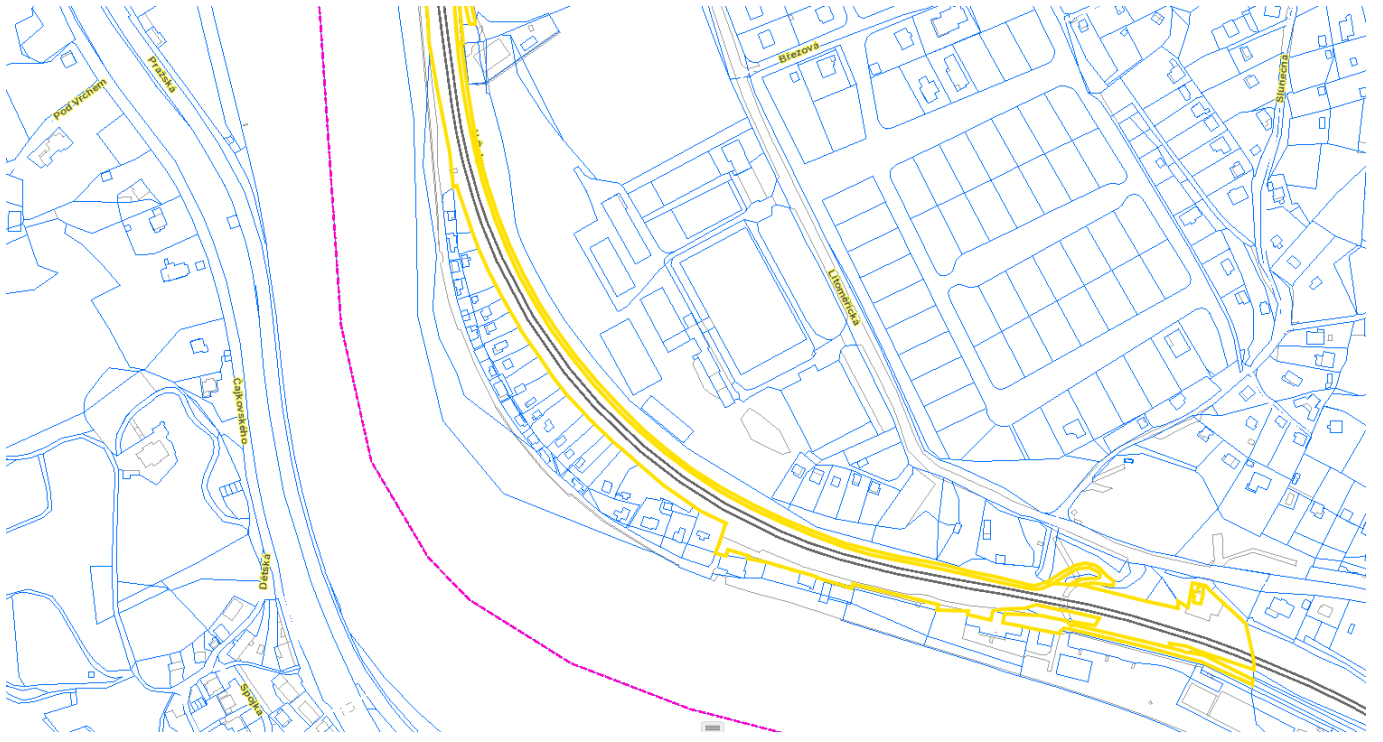 Březová
Pražská
Slunečná
Pod Vrchem
Litoměřická
Čajkovského
Dětská
Spojka